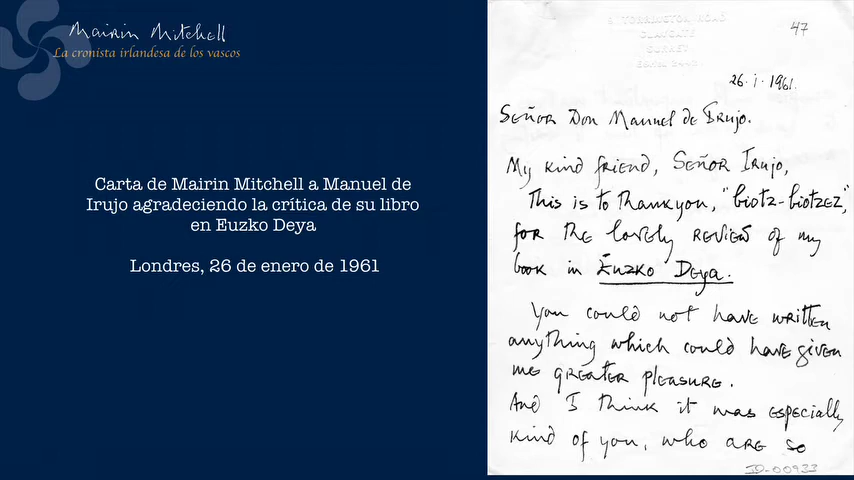 Mairin Mitchell
La cronista irlandesa de los vascos
Carta de Mairin Mitchell a Manuel de
Irujo agradeciendo la crítica de su libro
en Euzko Deya
Londres, 26 de enero de 1961
TORRINGTON ROAD
CLAYGATE
SURREY
47
26.i.1961.
Señor Don Manuel de Irujo.
My kind friend, Señor Irujo,
This is to thank you, "biotz-biotzez",
for the lovely review of my
book in Euzko Deya.
You could not have written
anything which could have given
me greater pleasure.
And I think it was especially
kind of you, who are so
ID-00933